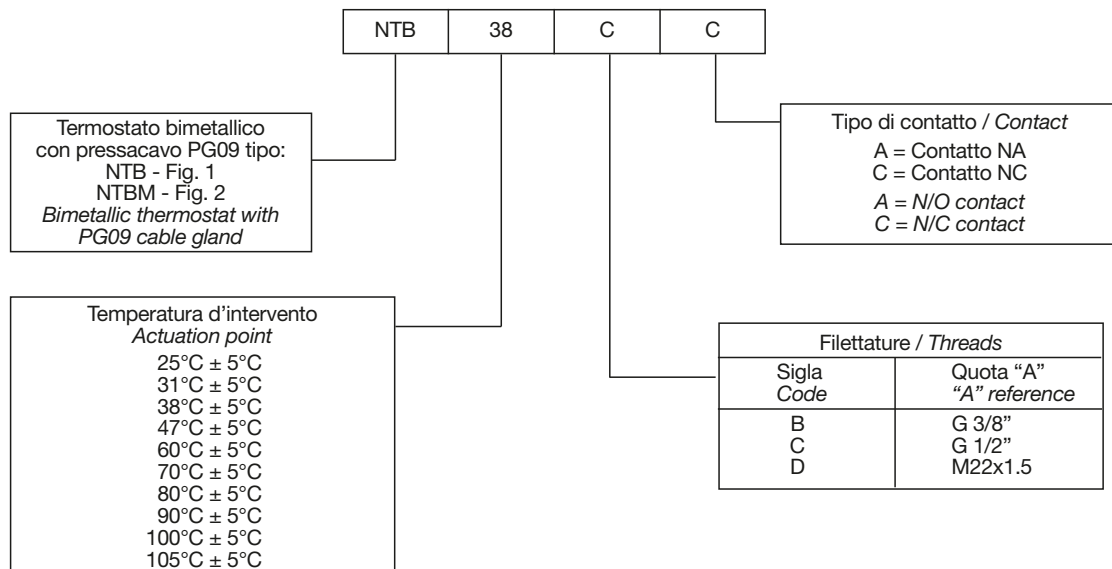 NTB 38 C C
Termostato bimetallico
con pressacavo PG09 tipo:
NTB - Fig. 1
NTBM - Fig. 2
Bimetallic thermostat with
PG09 cable gland
Tipo di contatto / Contact
A = Contatto NA
C = Contatto NC
A = N/O contact
C = N/C contact
Temperatura d’intervento
Actuation point
25°C ± 5°C
31°C ± 5°C
38°C ± 5°C
47°C ± 5°C
60°C ± 5°C
70°C ± 5°C
80°C ± 5°C
90°C ± 5°C
100°C ± 5°C
105°C ± 5°C
Filettature / Threads
Sigla Quota “A”
Code “A” reference
B G 3/8”
C G 1/2”
D M22x1.5